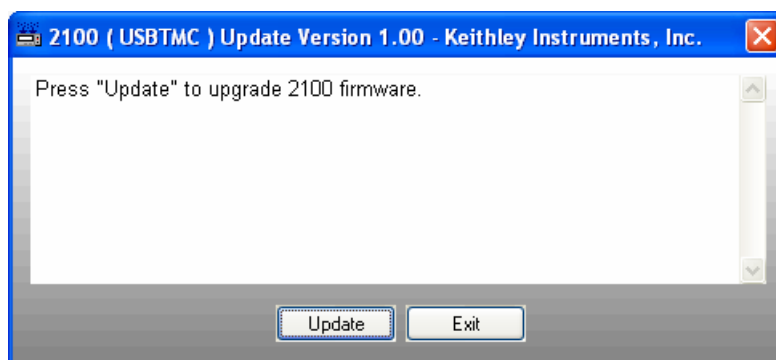 2100 ( USBTMC ) Update Version 1.00 - Keithley Instruments, Inc.
Press "Update" to upgrade 2100 firmware.
Update
Exit